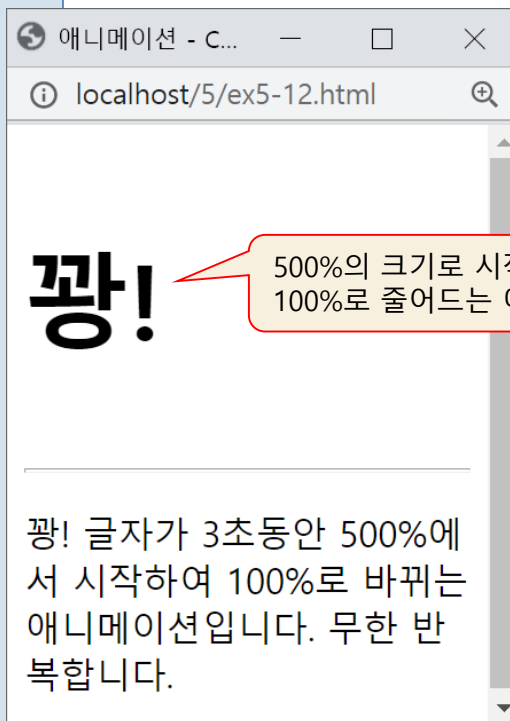 애니메이션 - C...
localhost/5/ex5-12.html
꽝!
500%의 크기로
100%로 줄어드는
꽝! 글자가 3초동안 500%에
서 시작하여 100%로 바뀌는
애니메이션입니다. 무한 반
복합니다.